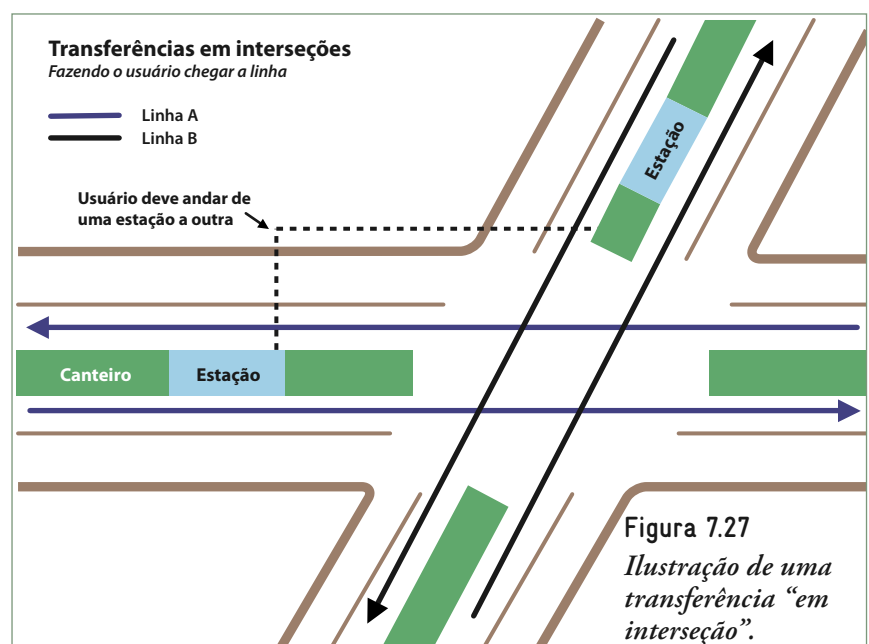 Transferências em interseções
Fazendo o usuário chegar a linha
Linha A
Linha B
Usuário deve andar de
uma estação a outra
Estação
Canteiro
Estação
Figura 7.27
Ilustração de uma
transferência “em
interseção”.